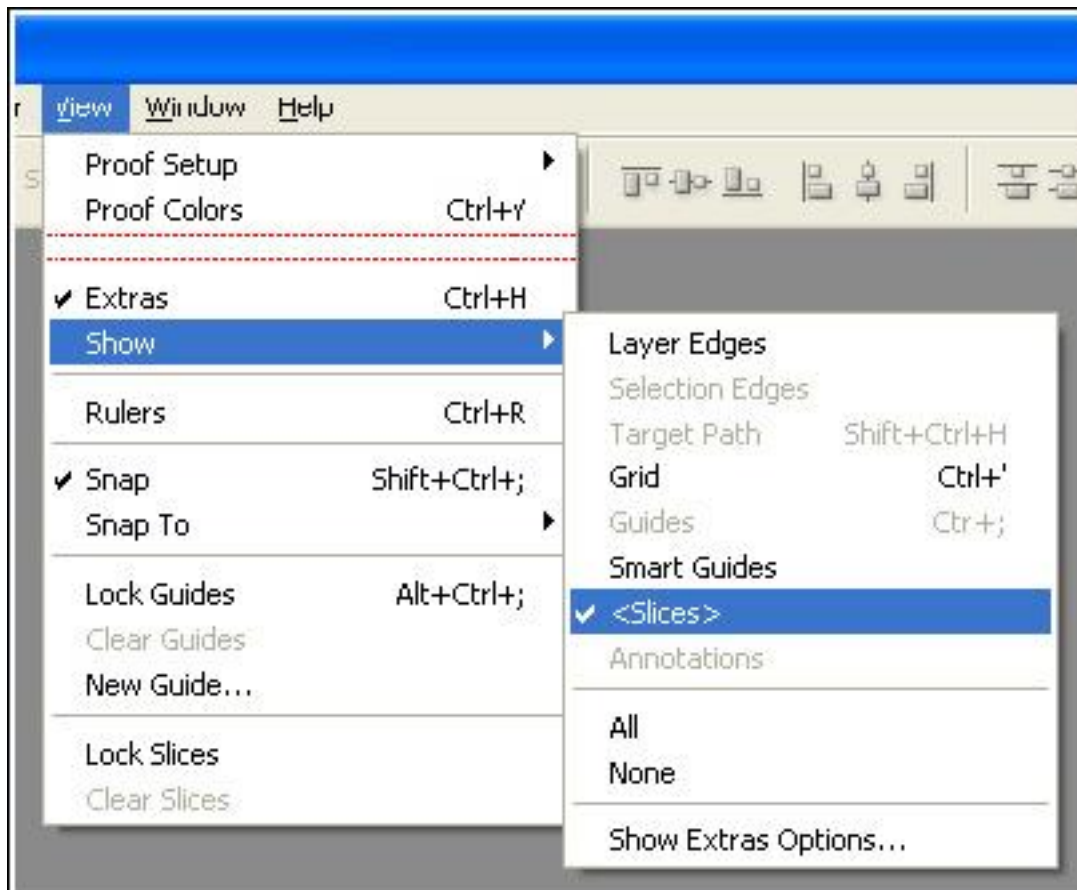 r View Window Help
S
Proof Setup
Proof Colors Ctrl+Y
Extras Ctrl+H
Show
Rulers Ctrl+R
Snap Shift+Ctrl+;
Snap To
Lock Guides Alt+Ctrl+;
Clear Guides
New Guide...
Lock Slices
Clear Slices
Layer Edges
Selection Edges
Target Path Shift+Ctrl+H
Grid Ctrl+'
Guides Ctr+;
Smart Guides
<Slices>
Annotations
All
None
Show Extras Options...